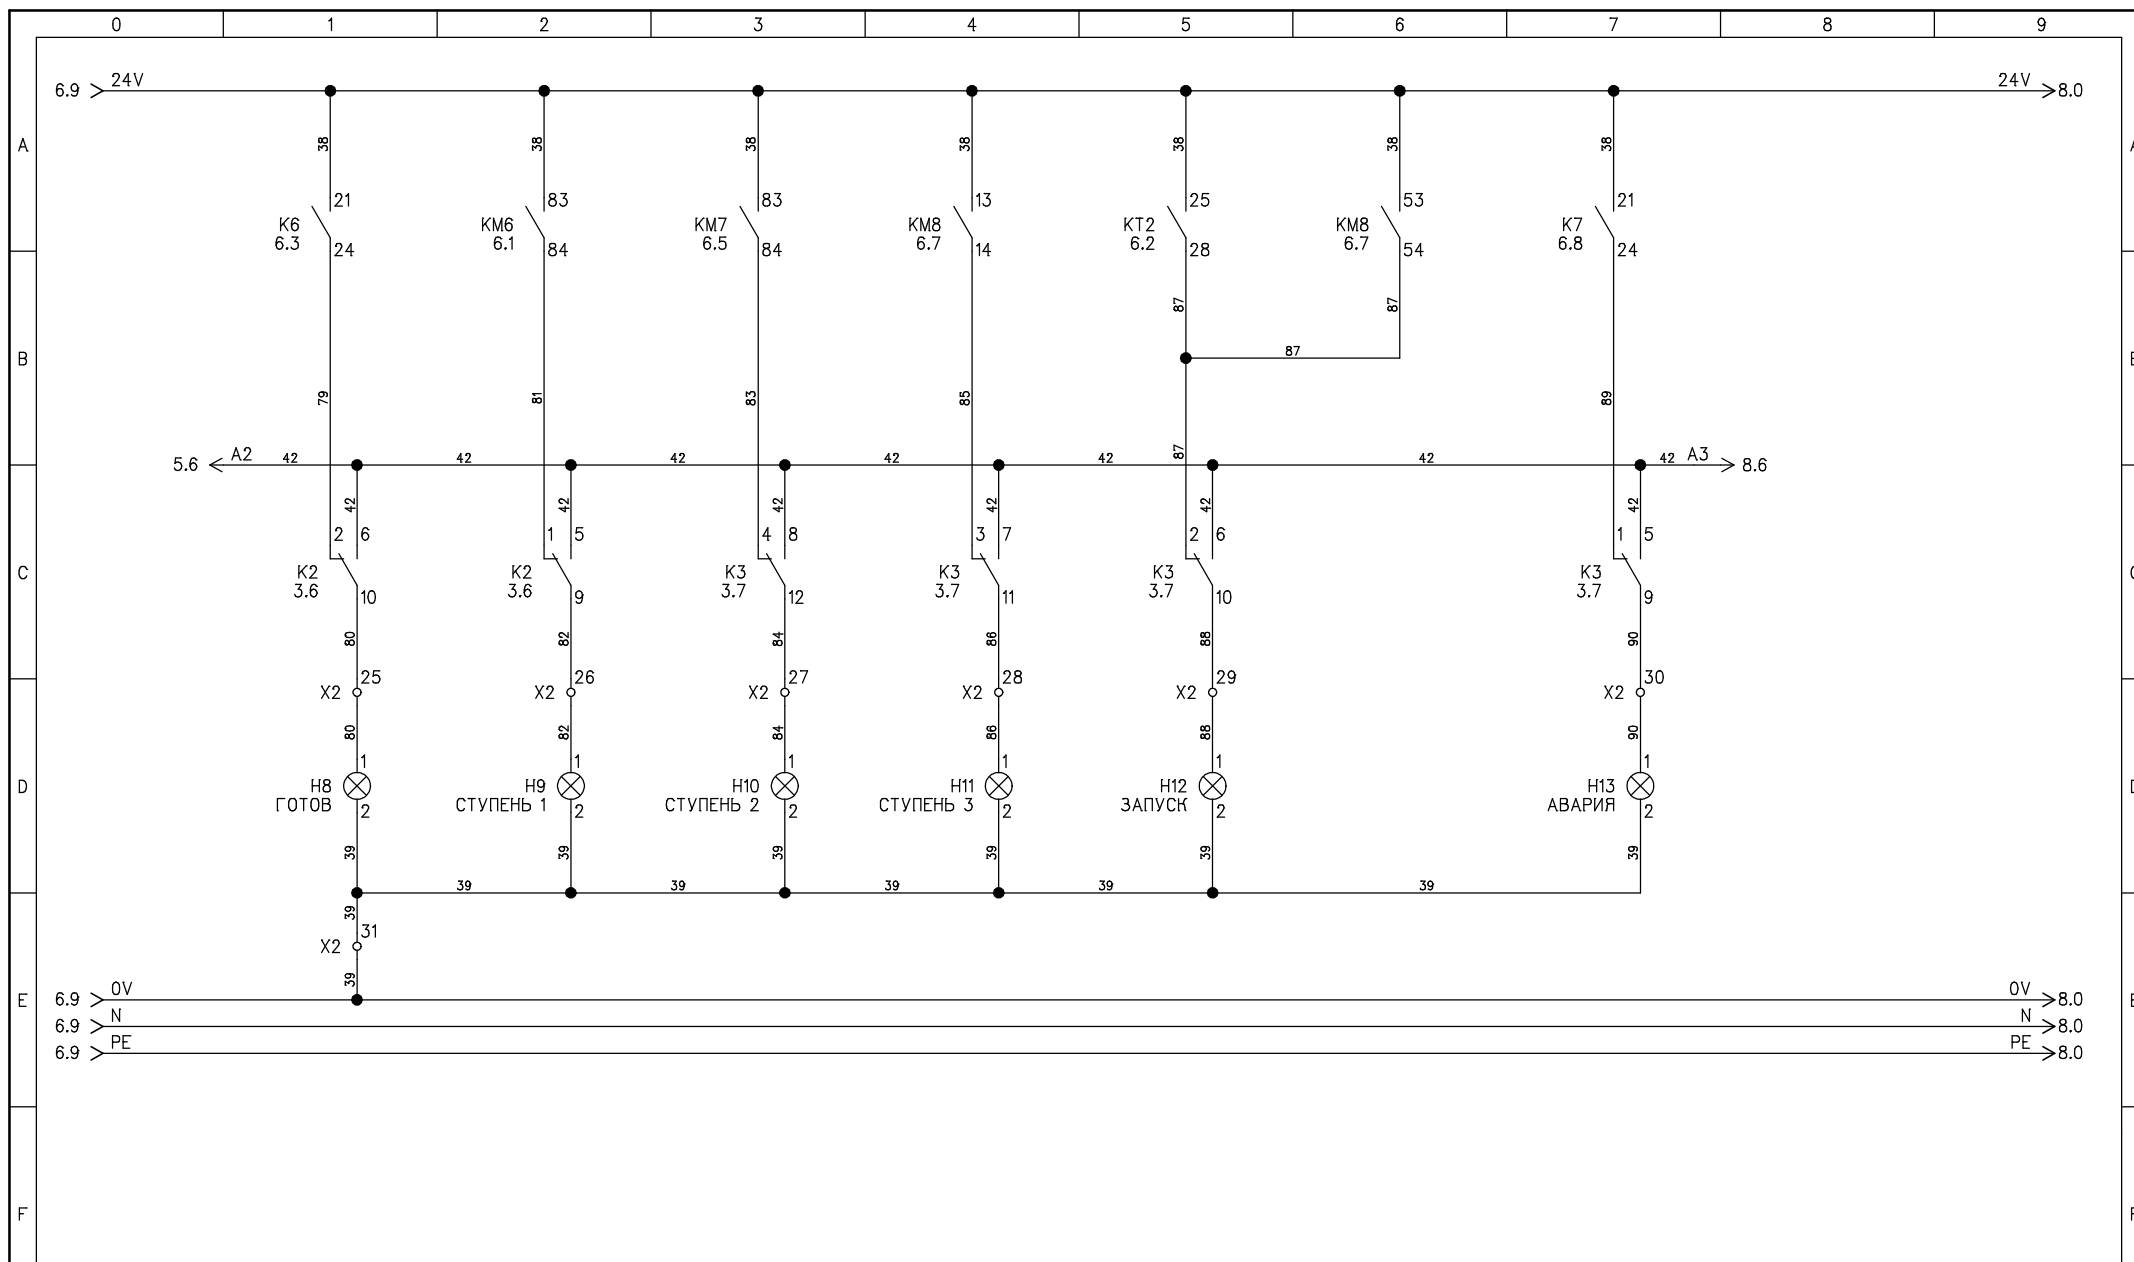 0 1 2 3 4 5 6 7 8 9
6.9 24V 24V 8.0
A 38 38 38 38 38 38 38
21 83 83 13 25 53 21
K6 KM6 KM7 KM8 KT2 KM8 K7
6.3 6.1 6.5 6.7 6.2 6.7 6.8
24 84 84 14 28 54 24
87 87
B 87
79 81 83 85 89
5.6 A2 42 42 42 42 42 87 42 42 A3 8.6
42 42 42 42 42 42
2 6 1 5 4 8 3 7 2 6 1 5
C K2 K2 K3 K3 K3 K3
3.6 3.6 3.7 3.7 3.7 3.7
10 9 12 11 10 9
80 82 84 86 88 90
25 26 27 28 29 30
X2 X2 X2 X2 X2 X2
80 82 84 86 88 90
1 1 1 1 1 1
D H8 H9 H10 H11 H12 H13
ГОТОВ СТУПЕНЬ 1 СТУПЕНЬ 2 СТУПЕНЬ 3 ЗАПУСК АВАРИЯ
2 2 2 2 2 2
39 39 39 39 39 39
39 39 39 39 39
39
31
X2
39
E 6.9 0V 0V 8.0
6.9 N N 8.0
6.9 PE PE 8.0
F